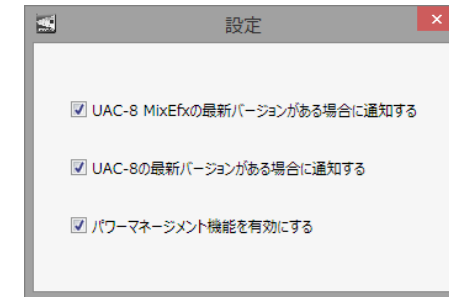 設定
UAC-8 MixEfxの最新バージョンがある場合に通知する
UAC-8の最新バージョンがある場合に通知する
パワーマネージメント機能を有効にする